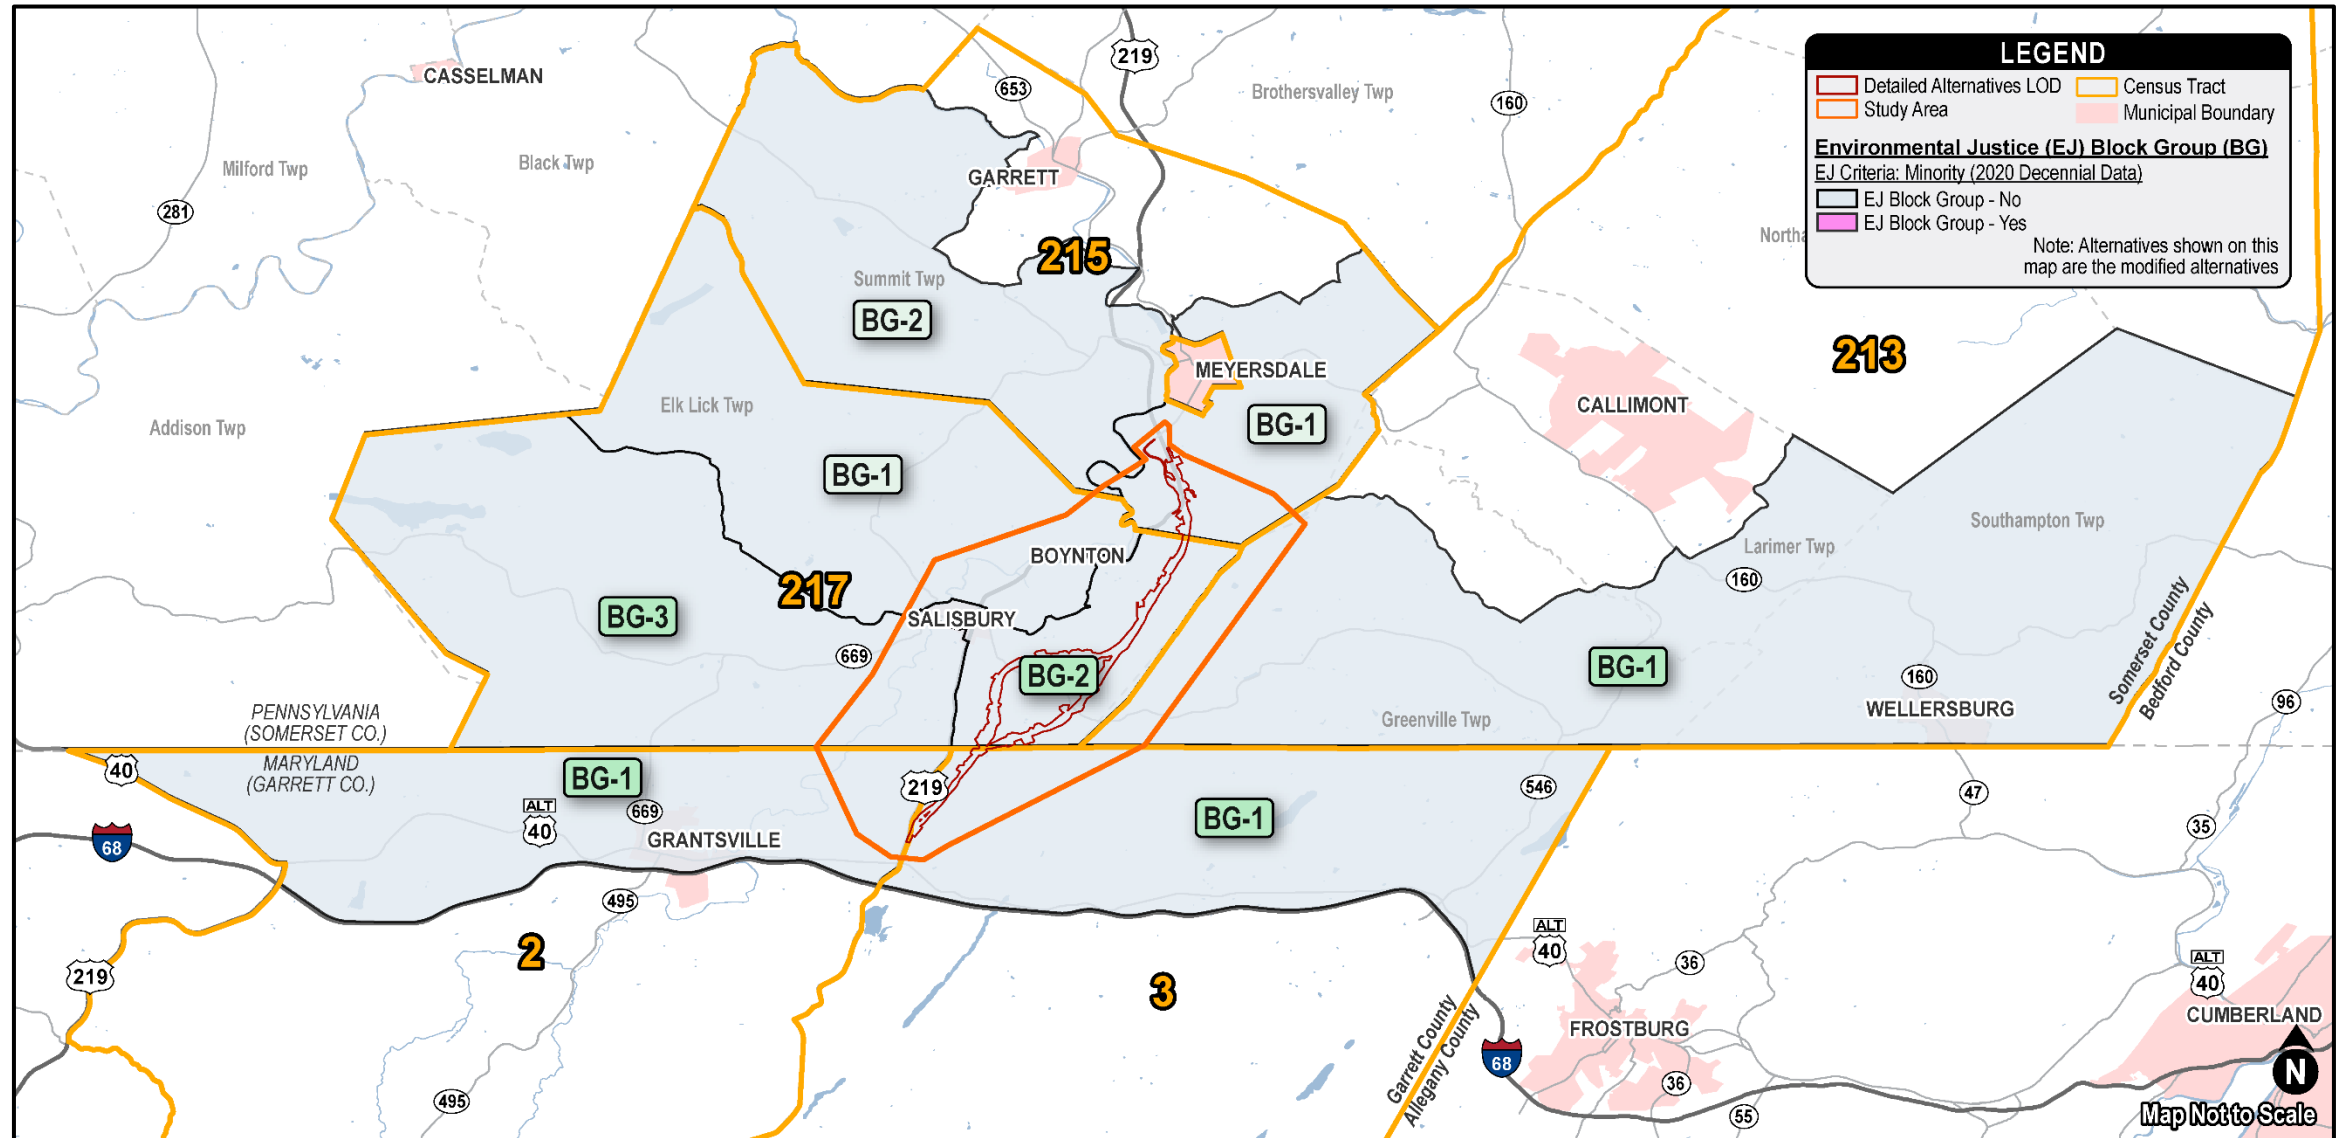 CASSELMAN
219
653
Brothersvalley Twp
160
LEGEND
Detailed Alternatives LOD
Census Tract
Study Area
Municipal Boundary
Environmental Justice (EJ) Block Group (BG)
EJ Criteria: Minority (2020 Decennial Data)
EJ Block Group - No
EJ Block Group - Yes
Note: Alternatives shown on this
map are the modified alternatives
Milford Twp
Black Twp
GARRETT
281
215
Summit Twp
BG-2
213
MEYERSDALE
CALLIMONT
Addison Twp
Elk Lick Twp
BG-1
BG-1
Southampton Twp
Larimer Twp
160
BOYNTON
217
BG-3
SALISBURY
669
BG-2
BG-1
160
WELLERSBURG
Greenville Twp
Somerset County
Bedford County
96
PENNSYLVANIA
(SOMERSET CO.)
MARYLAND
(GARRETT CO.)
40
BG-1
669
ALT
40
219
546
47
BG-1
35
68
GRANTSVILLE
495
2
219
3
ALT
40
36
ALT
40
FROSTBURG
CUMBERLAND
Garrett County
Allegany County
68
36
55
495
N
Map Not to Scale